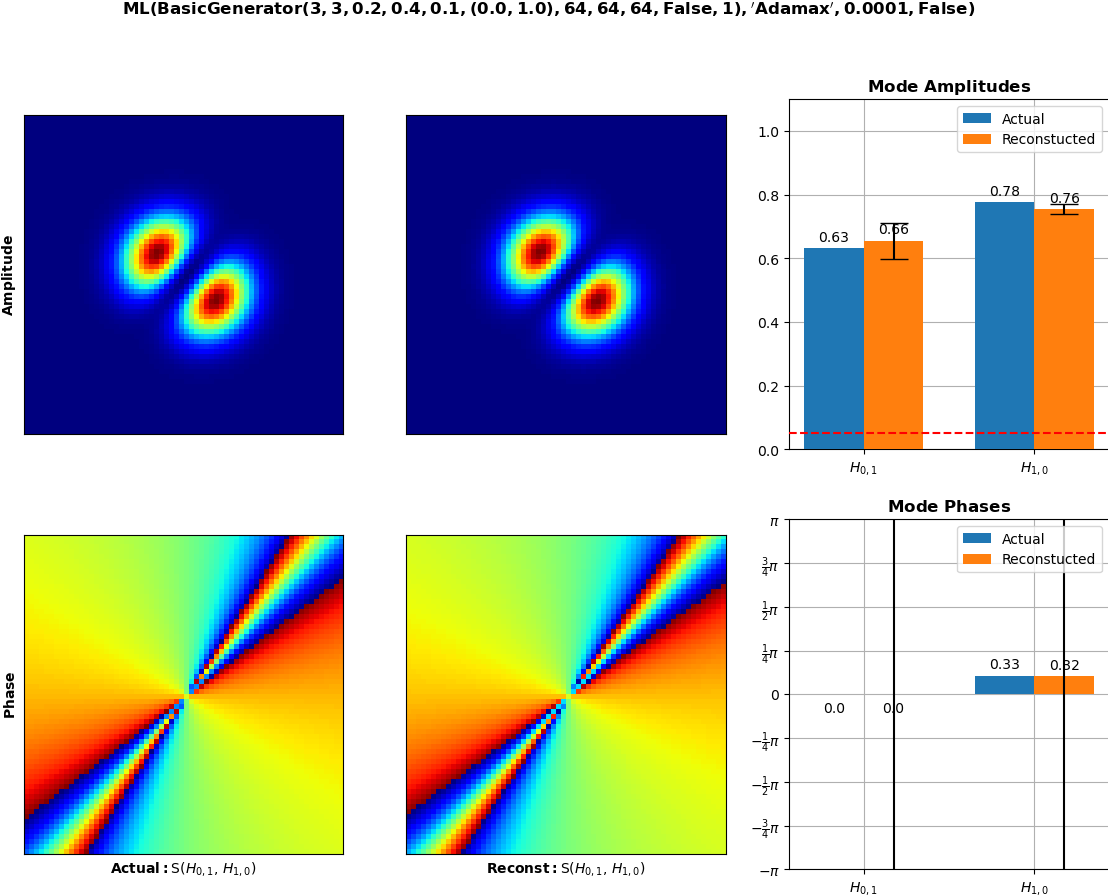 ML(BasicGenerator(3, 3, 0.2, 0.4, 0.1, (0.0, 1.0), 64, 64, 64, False, 1), 'Adamax', 0.0001, False)
Amplitude
Mode Amplitudes
Actual
Reconstucted
1.0
0.8
0.6
0.4
0.2
0.0
0.63
0.66
0.78
0.76
H₀,₁
H₁,₀
Phase
Actual: S(H₀,₁, H₁,₀)
Reconst: S(H₀,₁, H₁,₀)
Mode Phases
Actual
Reconstucted
π
3/4π
1/2π
1/4π
0
−1/4π
−1/2π
−3/4π
−π
0.0
0.0
0.33
0.32
H₀,₁
H₁,₀